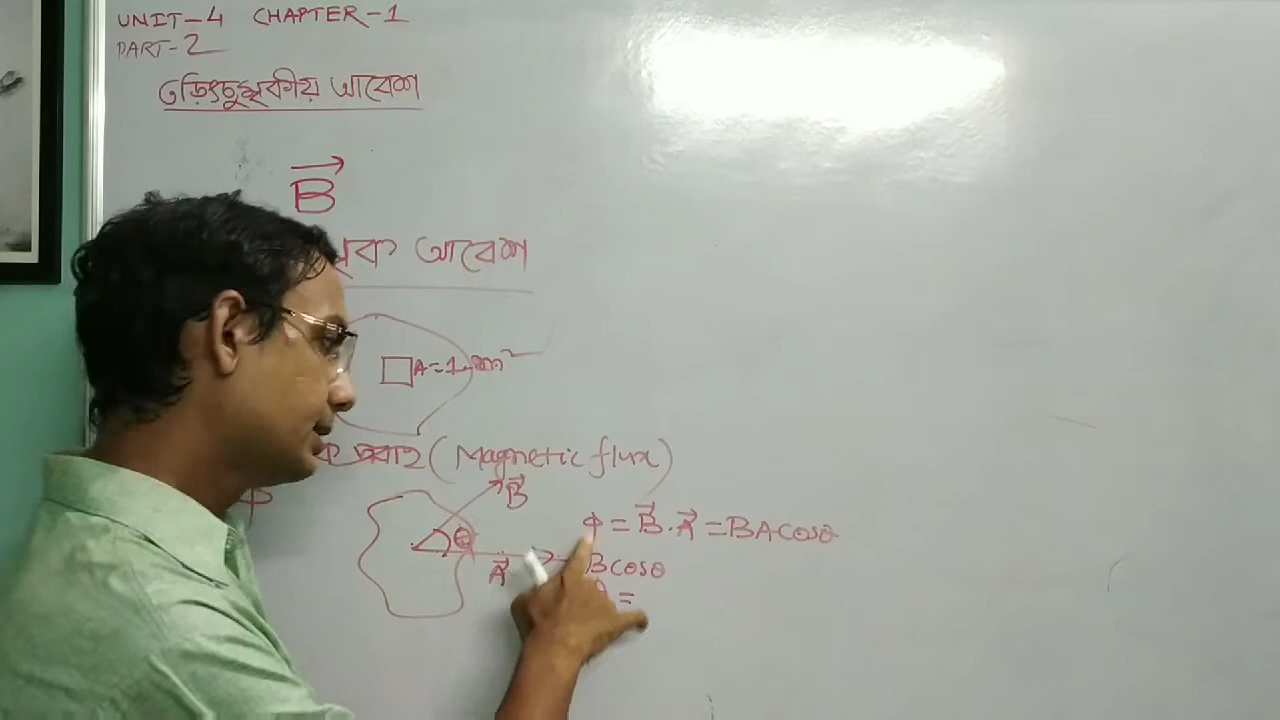 UNIT-4 CHAPTER-1
PART-2
তড়িৎচুম্বকীয় আবেশ
B⃗
আবেশ
A=1 m²
(Magnetic flux)
B⃗
θ
A⃗
ϕ = B⃗.A⃗ = BAcosθ
Bcosθ
=